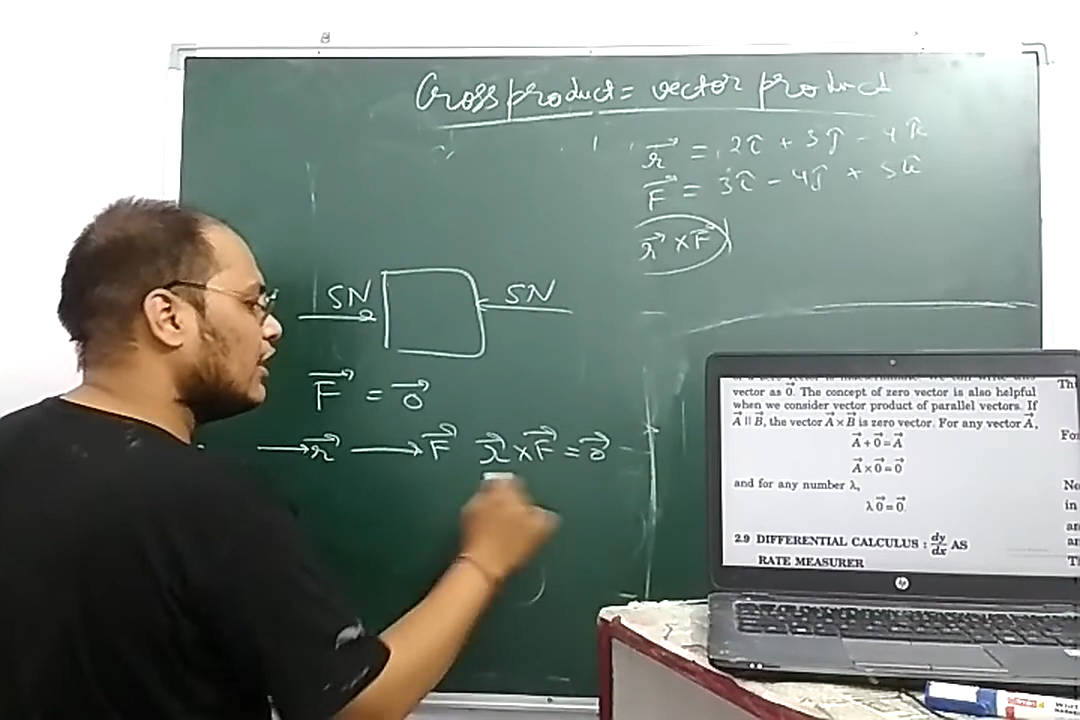 Cross product = vector product
r⃗ = 2î + 3ĵ - 4k̂
F⃗ = 3î - 4ĵ + 5k̂
r⃗ × F⃗
5N 5N
F⃗ = 0⃗
→ r⃗ → F⃗ r⃗ × F⃗ = 0⃗
vector as 0⃗. The concept of zero vector is also helpful
when we consider vector product of parallel vectors. If
A⃗ || B⃗, the vector A⃗ × B⃗ is zero vector. For any vector A⃗,
A⃗ + 0⃗ = A⃗
A⃗ × 0⃗ = 0⃗
and for any number λ,
λ 0⃗ = 0⃗.
2.9 DIFFERENTIAL CALCULUS : dy/dx AS
RATE MEASURER
hp